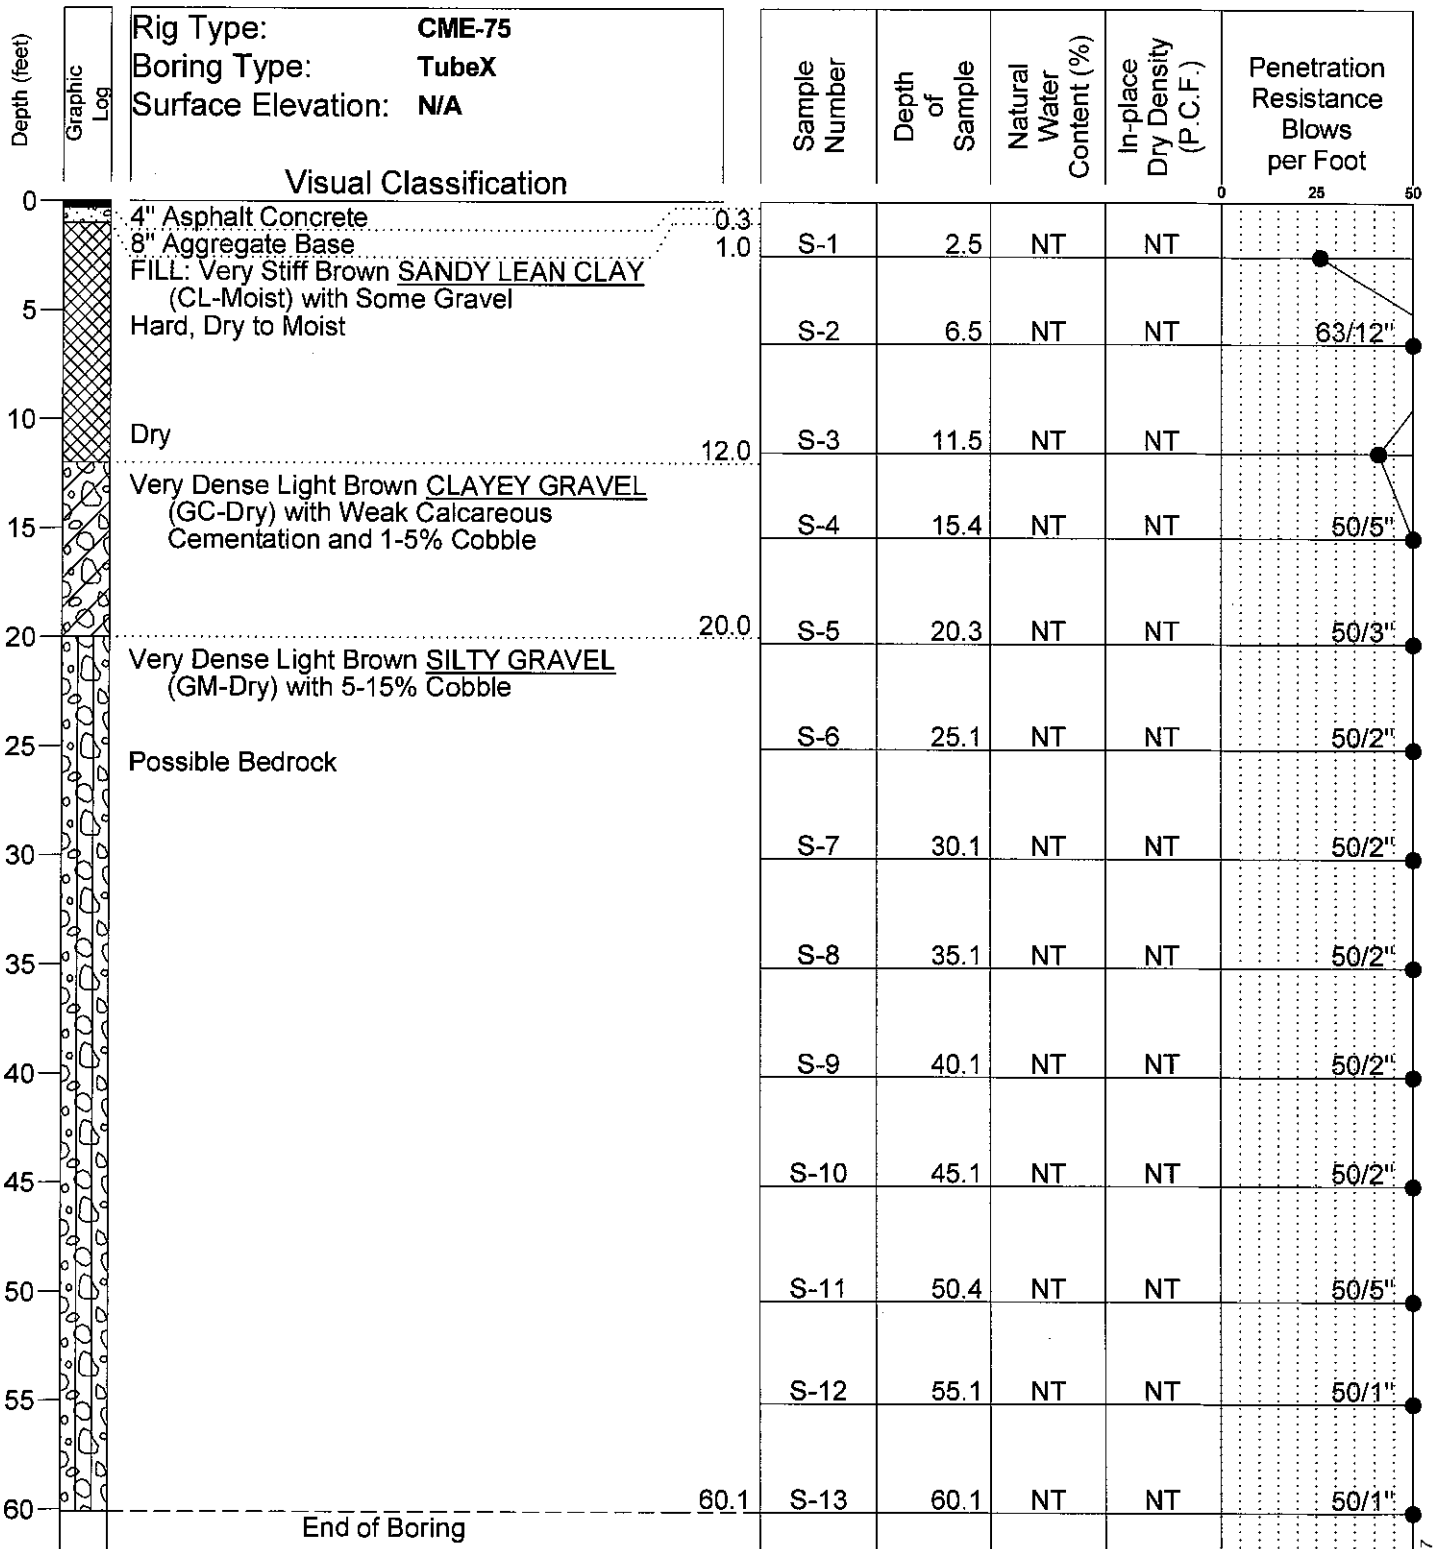 Depth (feet)
Graphic
Log
Rig Type: CME-75
Boring Type: TubeX
Surface Elevation: N/A
Visual Classification
Sample
Number
Depth
of
Sample
Natural
Water
Content (%)
In-place
Dry Density
(P.C.F.)
Penetration
Resistance
Blows
per Foot
0 25 50
0
4" Asphalt Concrete 0.3
8" Aggregate Base 1.0
S-1 2.5 NT NT
FILL: Very Stiff Brown SANDY LEAN CLAY
(CL-Moist) with Some Gravel
5
Hard, Dry to Moist
S-2 6.5 NT NT 63/12"
10
Dry
12.0
S-3 11.5 NT NT
Very Dense Light Brown CLAYEY GRAVEL
(GC-Dry) with Weak Calcareous
Cementation and 1-5% Cobble
15
S-4 15.4 NT NT 50/5"
20
20.0
S-5 20.3 NT NT 50/3"
Very Dense Light Brown SILTY GRAVEL
(GM-Dry) with 5-15% Cobble
25
S-6 25.1 NT NT 50/2"
Possible Bedrock
30
S-7 30.1 NT NT 50/2"
35
S-8 35.1 NT NT 50/2"
40
S-9 40.1 NT NT 50/2"
45
S-10 45.1 NT NT 50/2"
50
S-11 50.4 NT NT 50/5"
55
S-12 55.1 NT NT 50/1"
60
60.1
S-13 60.1 NT NT 50/1"
End of Boring
7